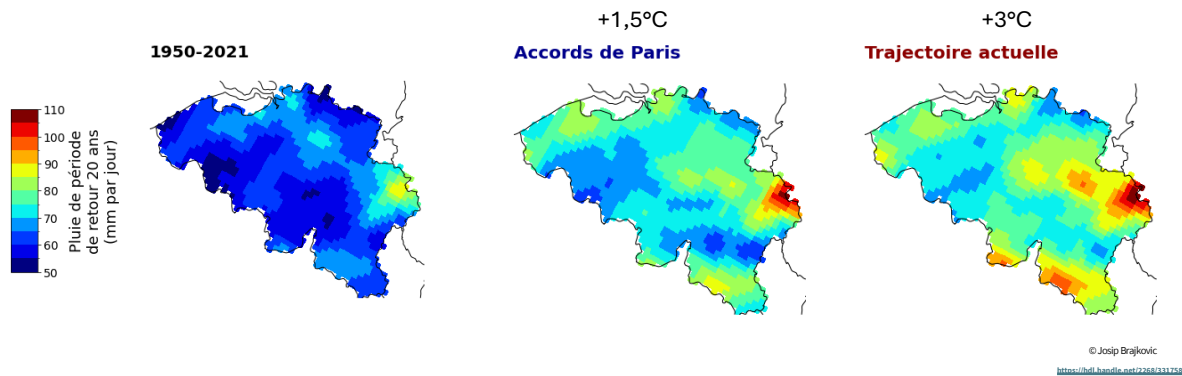 +1,5°C
+3°C
1950-2021
Accords de Paris
Trajectoire actuelle
110
100
90
80
70
60
50
Pluie de période
de retour 20 ans
(mm par jour)
© Josip Brajkovic
https://hdl.handle.net/2268/331758